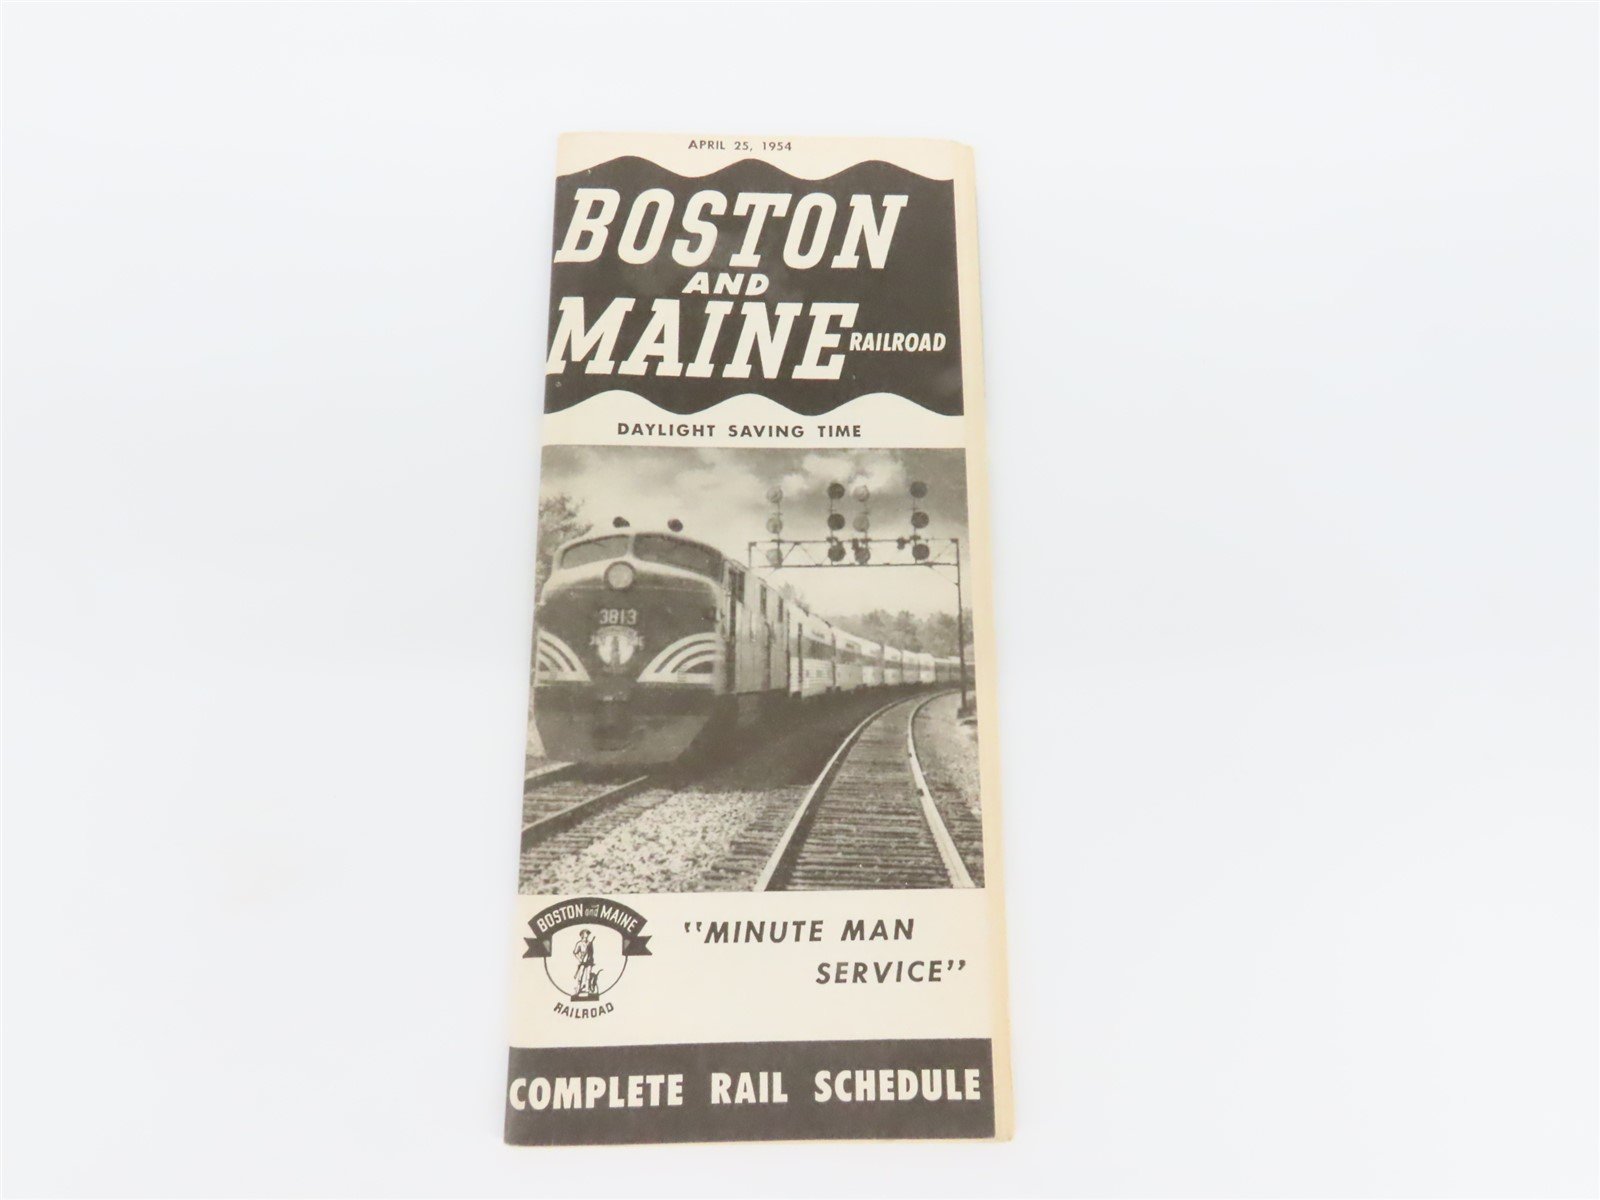 APRIL 25, 1954
BOSTON
AND
MAINE RAILROAD
DAYLIGHT SAVING TIME
3813
BOSTON and MAINE
RAILROAD
"MINUTE MAN
SERVICE"
COMPLETE RAIL SCHEDULE